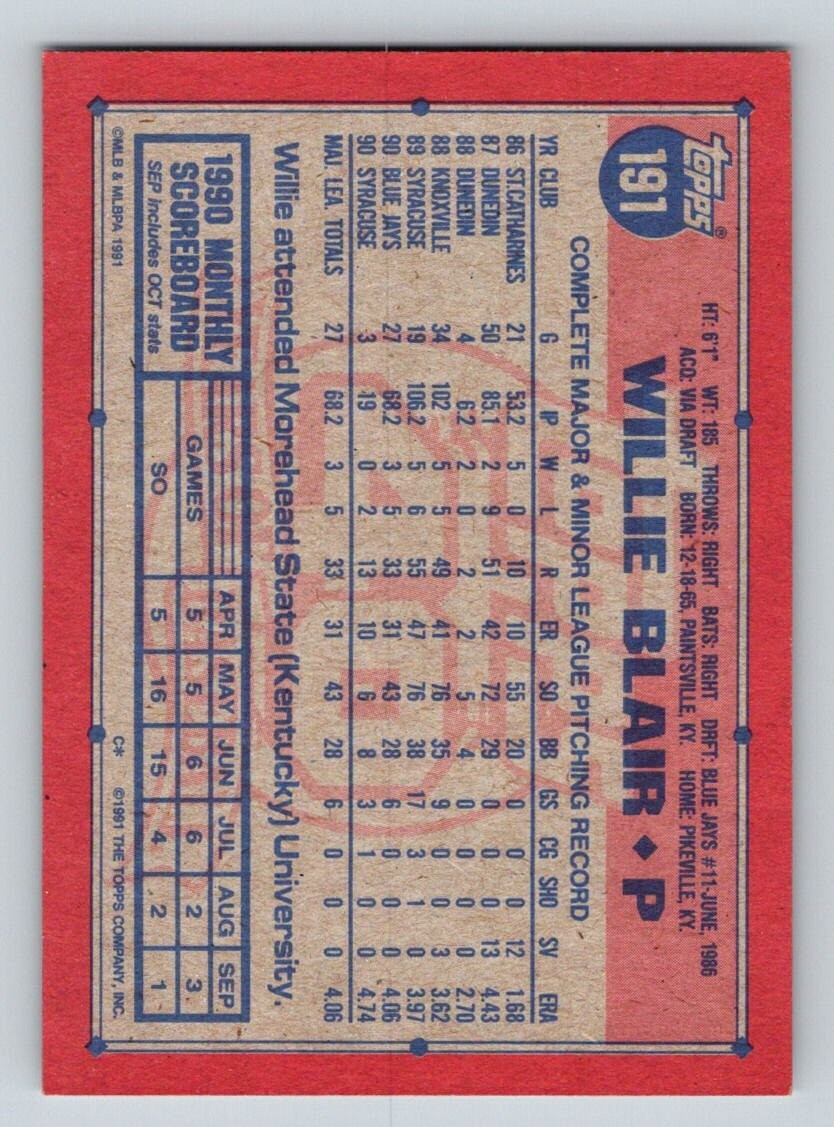 topps®
191
WILLIE BLAIR ◆ P
HT: 6'1" WT: 185 THROWS: RIGHT BATS: RIGHT DRFT: BLUE JAYS #11-JUNE, 1986
ACQ: VIA DRAFT BORN: 12-18-65, PAINTSVILLE, KY. HOME: PIKEVILLE, KY.
COMPLETE MAJOR & MINOR LEAGUE PITCHING RECORD
YR CLUB G IP W L R ER SO BB GS CG SHO SV ERA
86 ST.CATHARNES 21 53.2 5 0 10 10 55 20 0 0 0 12 1.68
87 DUNEDIN 50 85.1 2 9 51 42 72 29 0 0 0 13 4.43
88 DUNEDIN 4 6.2 2 0 2 2 5 4 0 0 0 0 2.70
88 KNOXVILLE 34 102 5 5 49 41 76 35 9 0 0 3 3.62
89 SYRACUSE 19 106.2 5 6 55 47 76 38 17 3 1 0 3.97
90 BLUE JAYS 27 68.2 3 5 33 31 43 28 6 0 0 0 4.06
90 SYRACUSE 3 19 0 2 13 10 6 8 3 1 0 0 4.74
MAJ. LEA. TOTALS 27 68.2 3 5 33 31 43 28 6 0 0 0 4.06
Willie attended Morehead State (Kentucky) University.
1990 MONTHLY
SCOREBOARD
SEP includes OCT stats
APR MAY JUN JUL AUG SEP
GAMES 5 5 6 6 2 3
SO 5 16 15 4 2 1
©MLB & MLBPA 1991 C* ©1991 THE TOPPS COMPANY, INC.